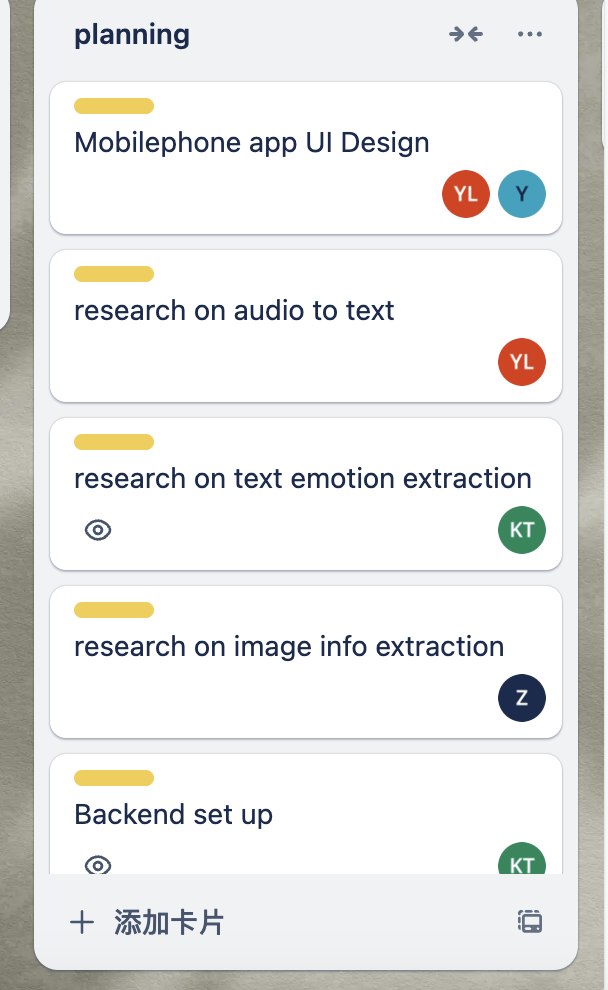 planning
Mobilephone app UI Design
YL Y
research on audio to text
YL
research on text emotion extraction
KT
research on image info extraction
Z
Backend set up
KT
添加卡片